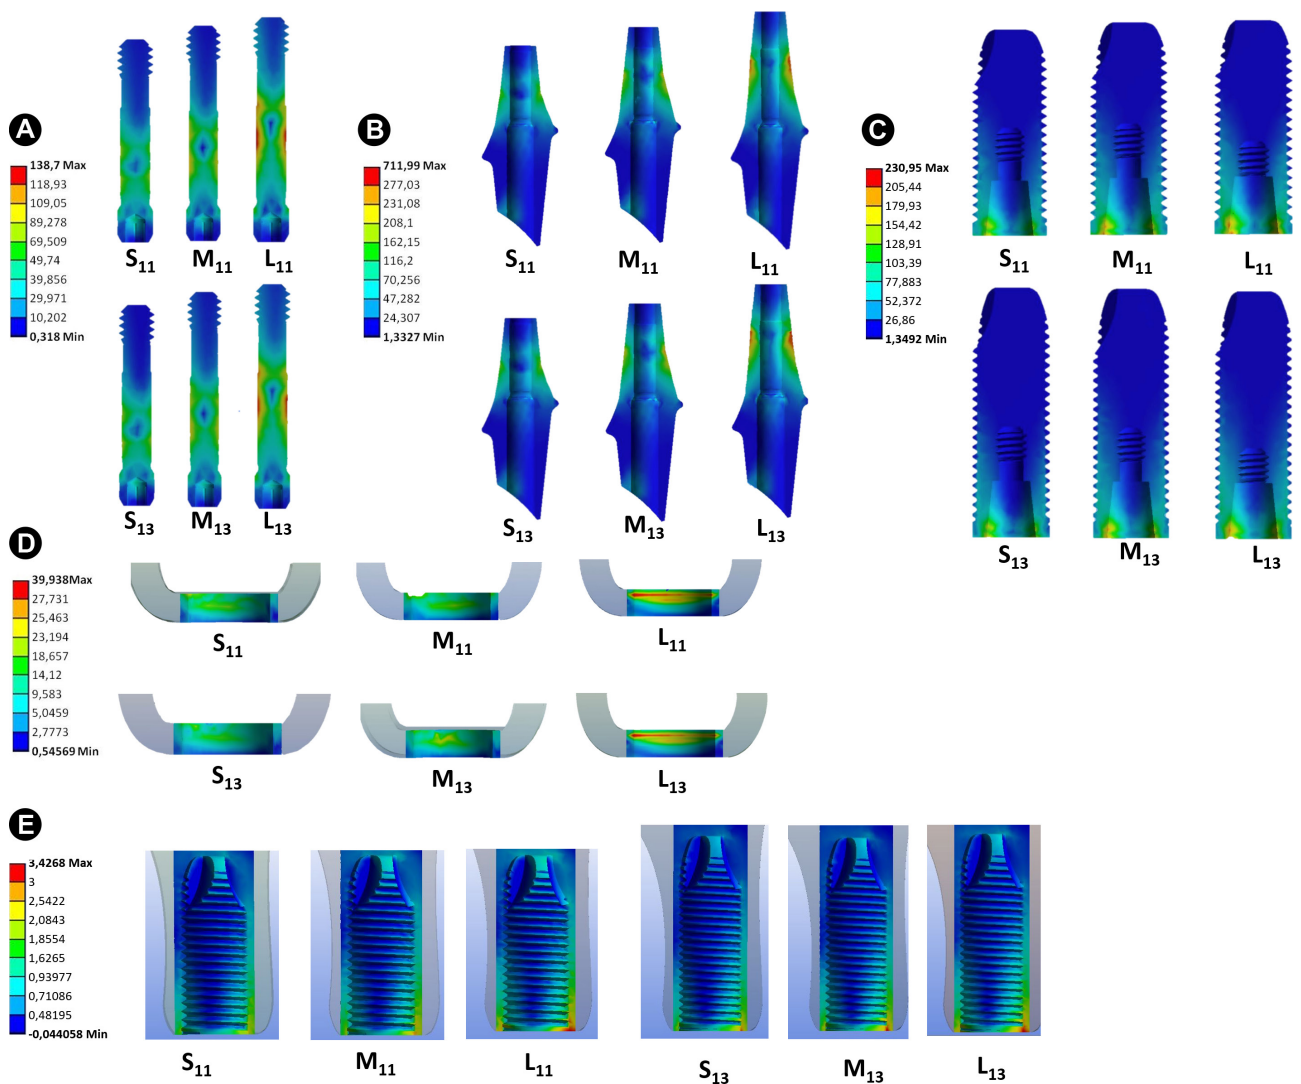 A
138,7 Max
118,93
109,05
89,278
69,509
49,74
39,856
29,971
10,202
0,318 Min
S11
M11
L11
S13
M13
L13
B
711,99 Max
277,03
231,08
208,1
162,15
116,2
70,256
47,282
24,307
1,3327 Min
S11
M11
L11
S13
M13
L13
C
230,95 Max
205,44
179,93
154,42
128,91
103,39
77,883
52,372
26,86
1,3492 Min
S11
M11
L11
S13
M13
L13
D
39,938Max
27,731
25,463
23,194
18,657
14,12
9,583
5,0459
2,7773
0,54569 Min
S11
M11
L11
S13
M13
L13
E
3,4268 Max
3
2,5422
2,0843
1,8554
1,6265
0,93977
0,71086
0,48195
-0,044058 Min
S11
M11
L11
S13
M13
L13